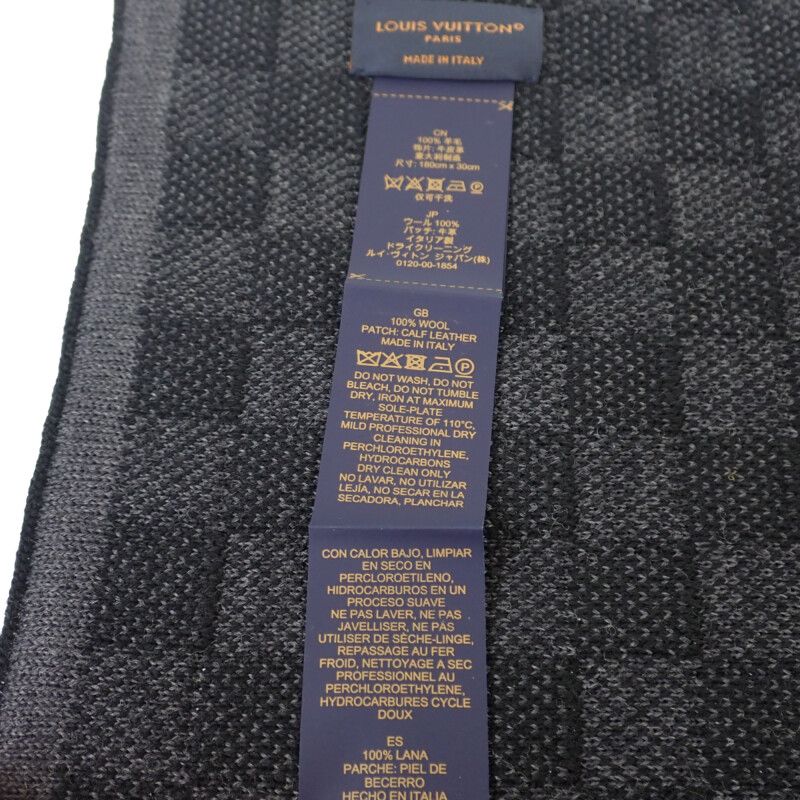 LOUIS VUITTON
PARIS
MADE IN ITALY
CN
100% 羊毛
饰片: 牛皮革
意大利制造
尺寸: 180cm x 30cm
仅可干洗
JP
ウール 100%
パッチ: 牛革
イタリア製
ドライクリーニング
ルイ・ヴィトン ジャパン(株)
0120-00-1854
GB
100% WOOL
PATCH: CALF LEATHER
MADE IN ITALY
DO NOT WASH, DO NOT
BLEACH, DO NOT TUMBLE
DRY, IRON AT MAXIMUM
SOLE-PLATE
TEMPERATURE OF 110°C,
MILD PROFESSIONAL DRY
CLEANING IN
PERCHLOROETHYLENE,
HYDROCARBONS
DRY CLEAN ONLY
NO LAVAR, NO UTILIZAR
LEJÍA, NO SECAR EN LA
SECADORA, PLANCHAR
CON CALOR BAJO, LIMPIAR
EN SECO EN
PERCLOROETILENO,
HIDROCARBUROS EN UN
PROCESO SUAVE
NE PAS LAVER, NE PAS
JAVELLISER, NE PAS
UTILISER DE SÈCHE-LINGE,
REPASSAGE AU FER
FROID, NETTOYAGE A SEC
PROFESSIONNEL AU
PERCHLOROETHYLENE,
HYDROCARBURES CYCLE
DOUX
ES
100% LANA
PARCHE: PIEL DE
BECERRO
HECHO EN ITALIA